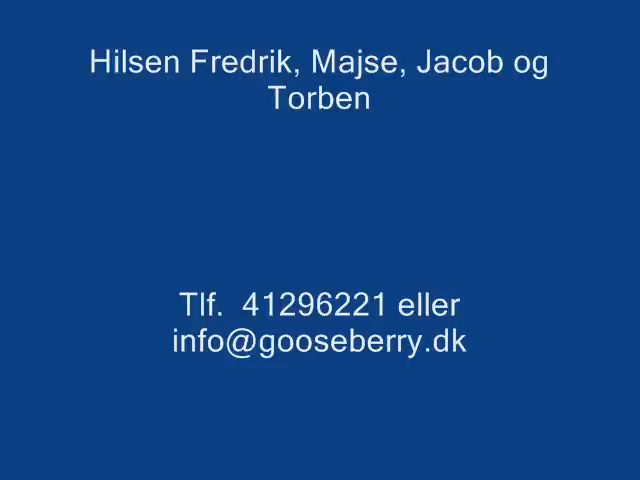 Hilsen Fredrik, Majse, Jacob og
Torben
Tlf.  41296221 eller
info@gooseberry.dk